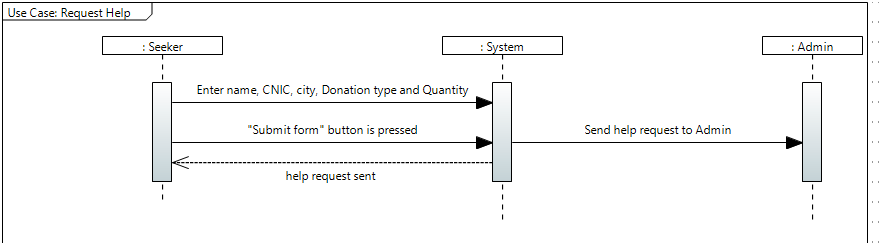 Use Case: Request Help
: Seeker
: System
: Admin
Enter name, CNIC, city, Donation type and Quantity
"Submit form" button is pressed
Send help request to Admin
help request sent